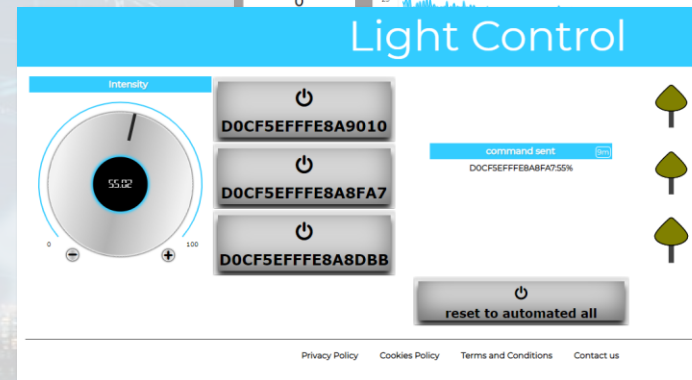 0
Light Control
Intensity
55.02
0
100
D0CF5EFFFE8A9010
D0CF5EFFFE8A8FA7
D0CF5EFFFE8A8DBB
command sent
9m
D0CF5EFFFE8A8FA7:55%
reset to automated all
Privacy Policy Cookies Policy Terms and Conditions Contact us